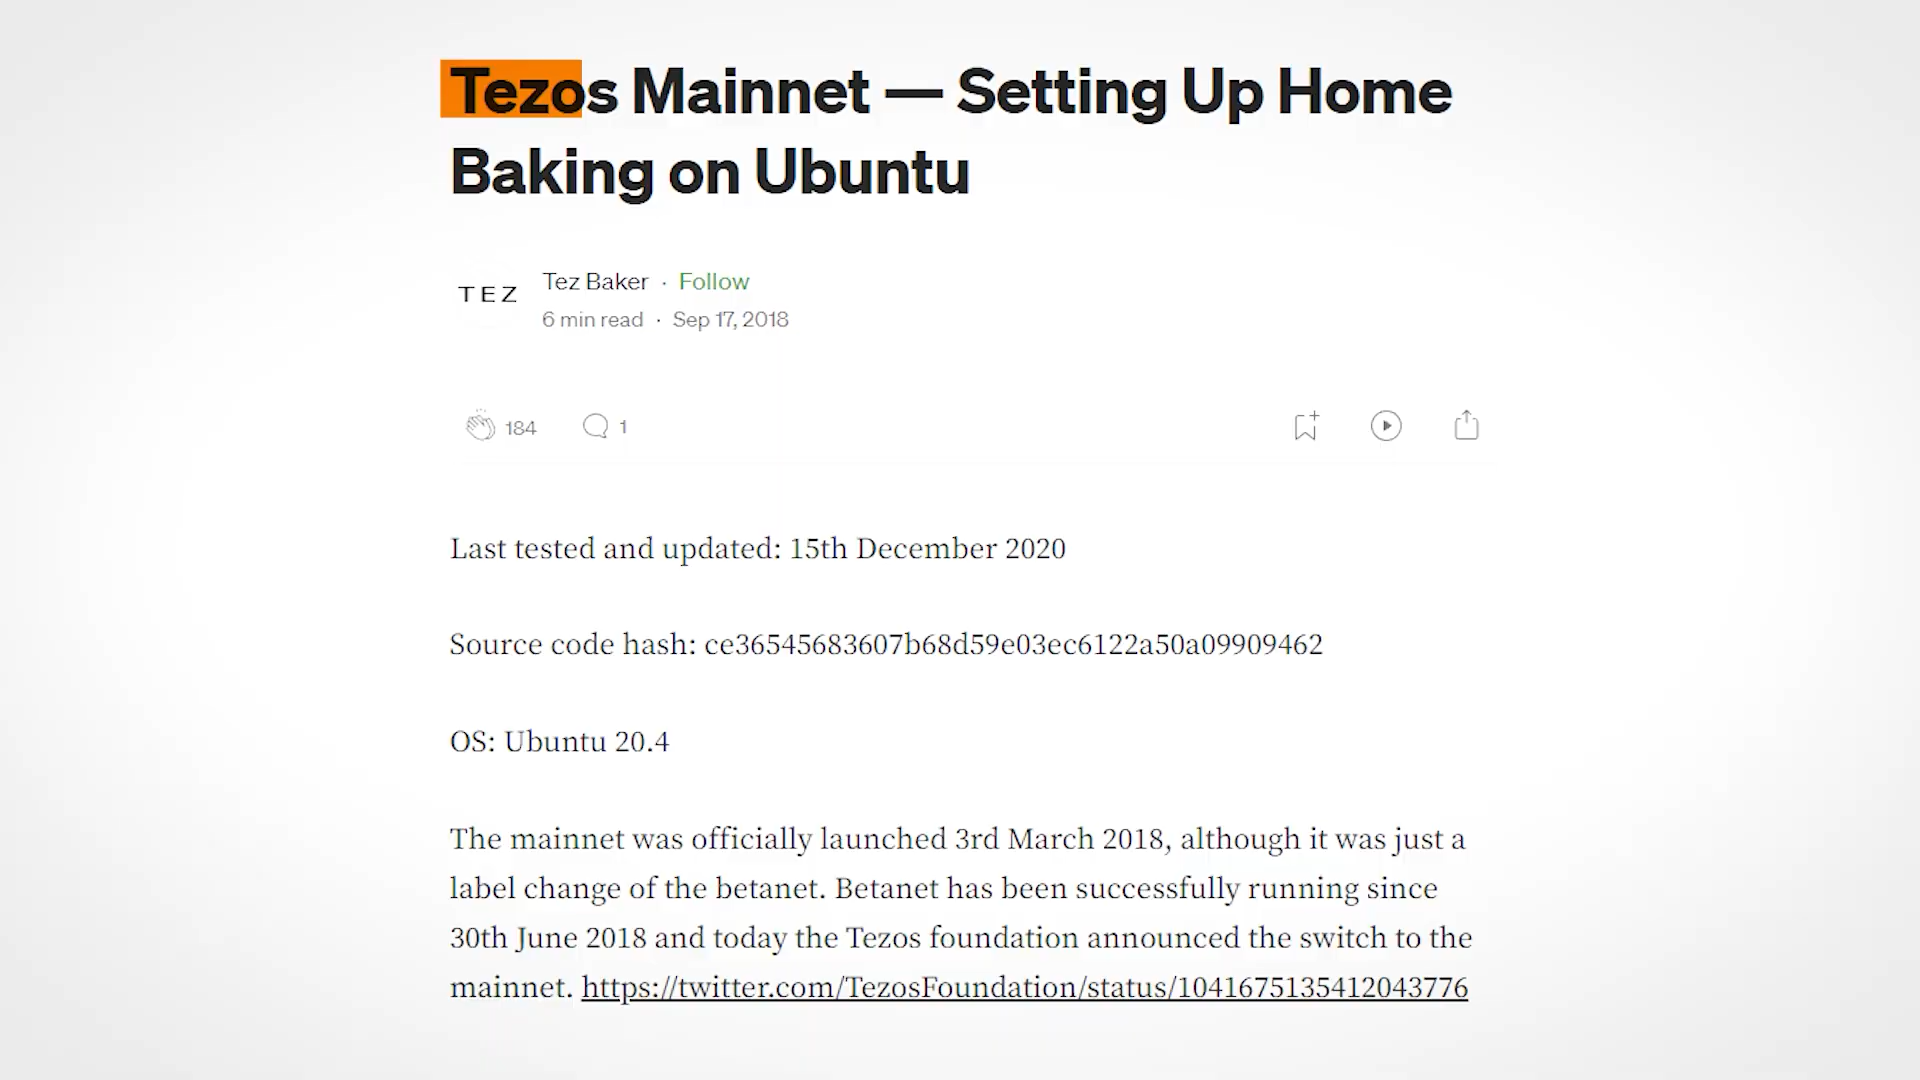 Tezos Mainnet — Setting Up Home
Baking on Ubuntu
TEZ
Tez Baker · Follow
6 min read · Sep 17, 2018
184
1
Last tested and updated: 15th December 2020
Source code hash: ce36545683607b68d59e03ec6122a50a09909462
OS: Ubuntu 20.4
The mainnet was officially launched 3rd March 2018, although it was just a
label change of the betanet. Betanet has been successfully running since
30th June 2018 and today the Tezos foundation announced the switch to the
mainnet. https://twitter.com/TezosFoundation/status/1041675135412043776